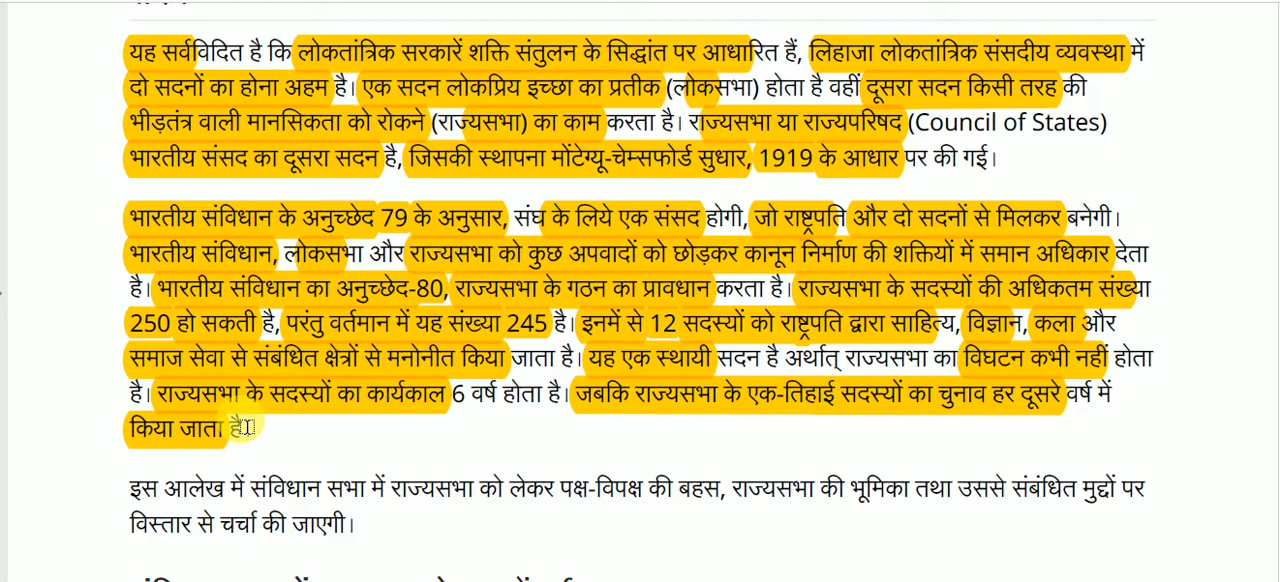 यह सर्वविदित है कि लोकतांत्रिक सरकारें शक्ति संतुलन के सिद्धांत पर आधारित हैं, लिहाजा लोकतांत्रिक संसदीय व्यवस्था में
दो सदनों का होना अहम है। एक सदन लोकप्रिय इच्छा का प्रतीक (लोकसभा) होता है वहीं दूसरा सदन किसी तरह की
भीड़तंत्र वाली मानसिकता को रोकने (राज्यसभा) का काम करता है। राज्यसभा या राज्यपरिषद (Council of States)
भारतीय संसद का दूसरा सदन है, जिसकी स्थापना मोंटेग्यू-चेम्सफोर्ड सुधार, 1919 के आधार पर की गई।
भारतीय संविधान के अनुच्छेद 79 के अनुसार, संघ के लिये एक संसद होगी, जो राष्ट्रपति और दो सदनों से मिलकर बनेगी।
भारतीय संविधान, लोकसभा और राज्यसभा को कुछ अपवादों को छोड़कर कानून निर्माण की शक्तियों में समान अधिकार देता
है। भारतीय संविधान का अनुच्छेद-80, राज्यसभा के गठन का प्रावधान करता है। राज्यसभा के सदस्यों की अधिकतम संख्या
250 हो सकती है, परंतु वर्तमान में यह संख्या 245 है। इनमें से 12 सदस्यों को राष्ट्रपति द्वारा साहित्य, विज्ञान, कला और
समाज सेवा से संबंधित क्षेत्रों से मनोनीत किया जाता है। यह एक स्थायी सदन है अर्थात् राज्यसभा का विघटन कभी नहीं होता
है। राज्यसभा के सदस्यों का कार्यकाल 6 वर्ष होता है। जबकि राज्यसभा के एक-तिहाई सदस्यों का चुनाव हर दूसरे वर्ष में
किया जाता है।
इस आलेख में संविधान सभा में राज्यसभा को लेकर पक्ष-विपक्ष की बहस, राज्यसभा की भूमिका तथा उससे संबंधित मुद्दों पर
विस्तार से चर्चा की जाएगी।